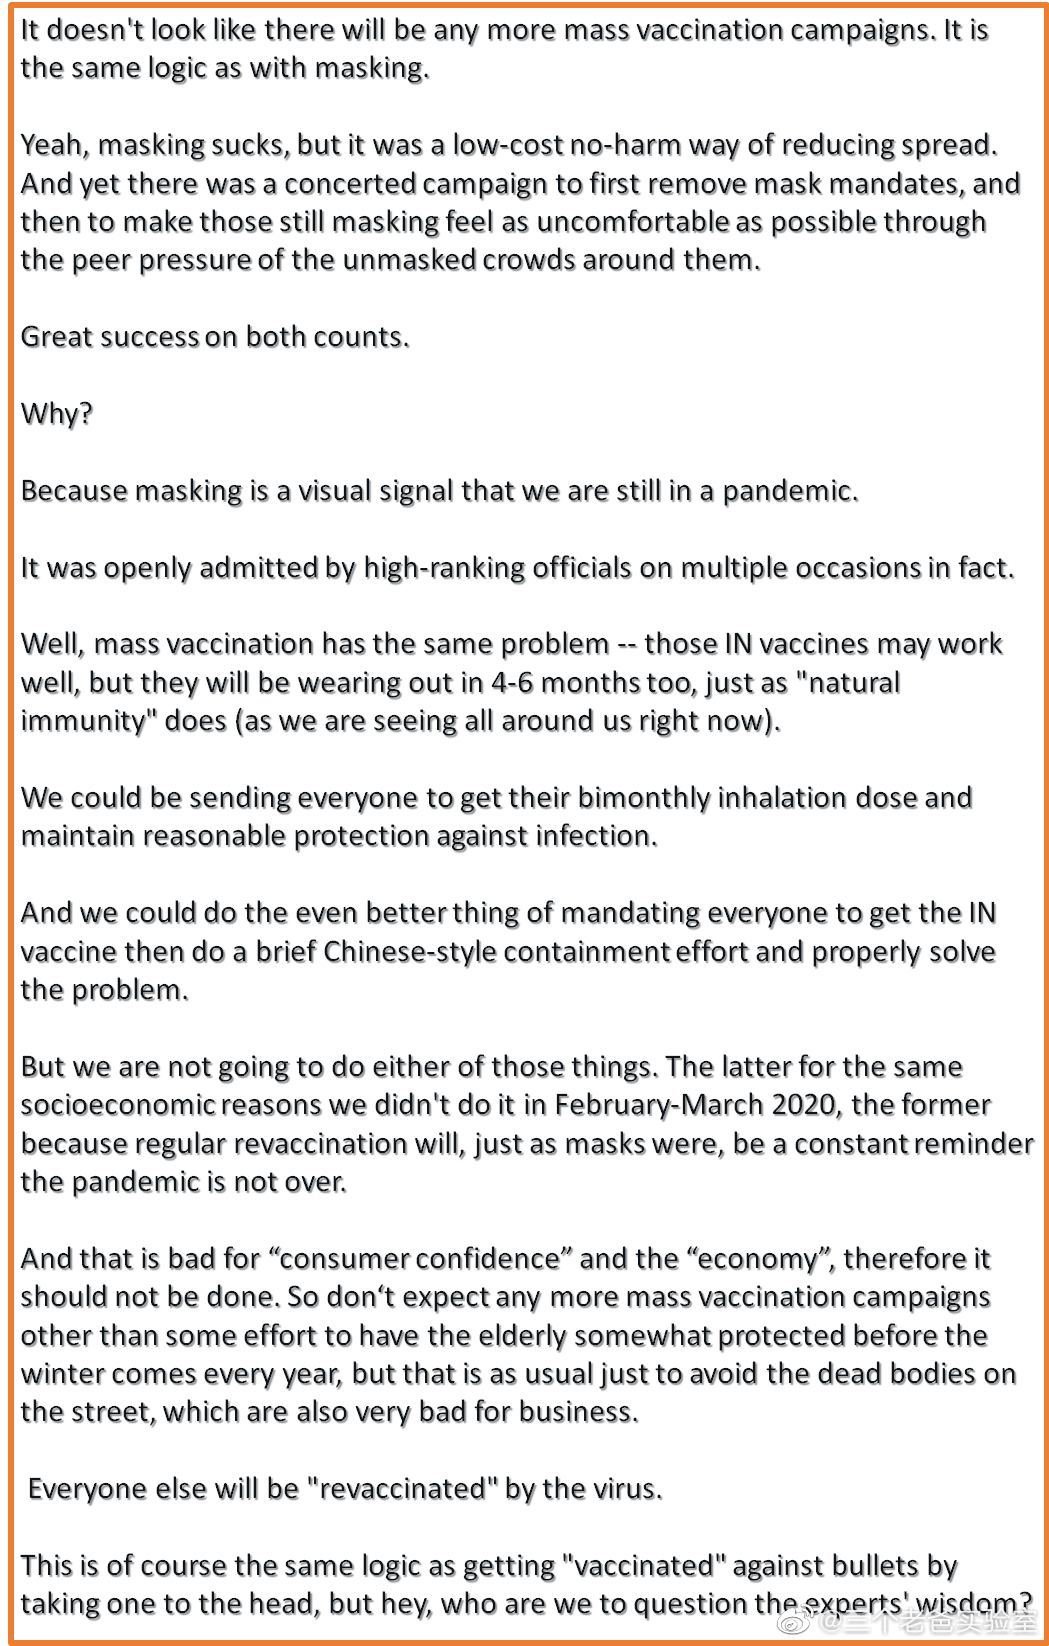 It doesn't look like there will be any more mass vaccination campaigns. It is
the same logic as with masking.
Yeah, masking sucks, but it was a low-cost no-harm way of reducing spread.
And yet there was a concerted campaign to first remove mask mandates, and
then to make those still masking feel as uncomfortable as possible through
the peer pressure of the unmasked crowds around them.
Great success on both counts.
Why?
Because masking is a visual signal that we are still in a pandemic.
It was openly admitted by high-ranking officials on multiple occasions in fact.
Well, mass vaccination has the same problem -- those IN vaccines may work
well, but they will be wearing out in 4-6 months too, just as "natural
immunity" does (as we are seeing all around us right now).
We could be sending everyone to get their bimonthly inhalation dose and
maintain reasonable protection against infection.
And we could do the even better thing of mandating everyone to get the IN
vaccine then do a brief Chinese-style containment effort and properly solve
the problem.
But we are not going to do either of those things. The latter for the same
socioeconomic reasons we didn't do it in February-March 2020, the former
because regular revaccination will, just as masks were, be a constant reminder
the pandemic is not over.
And that is bad for “consumer confidence” and the “economy”, therefore it
should not be done. So don‘t expect any more mass vaccination campaigns
other than some effort to have the elderly somewhat protected before the
winter comes every year, but that is as usual just to avoid the dead bodies on
the street, which are also very bad for business.
Everyone else will be "revaccinated" by the virus.
This is of course the same logic as getting "vaccinated" against bullets by
taking one to the head, but hey, who are we to question the experts' wisdom?
@三个老爸实验室